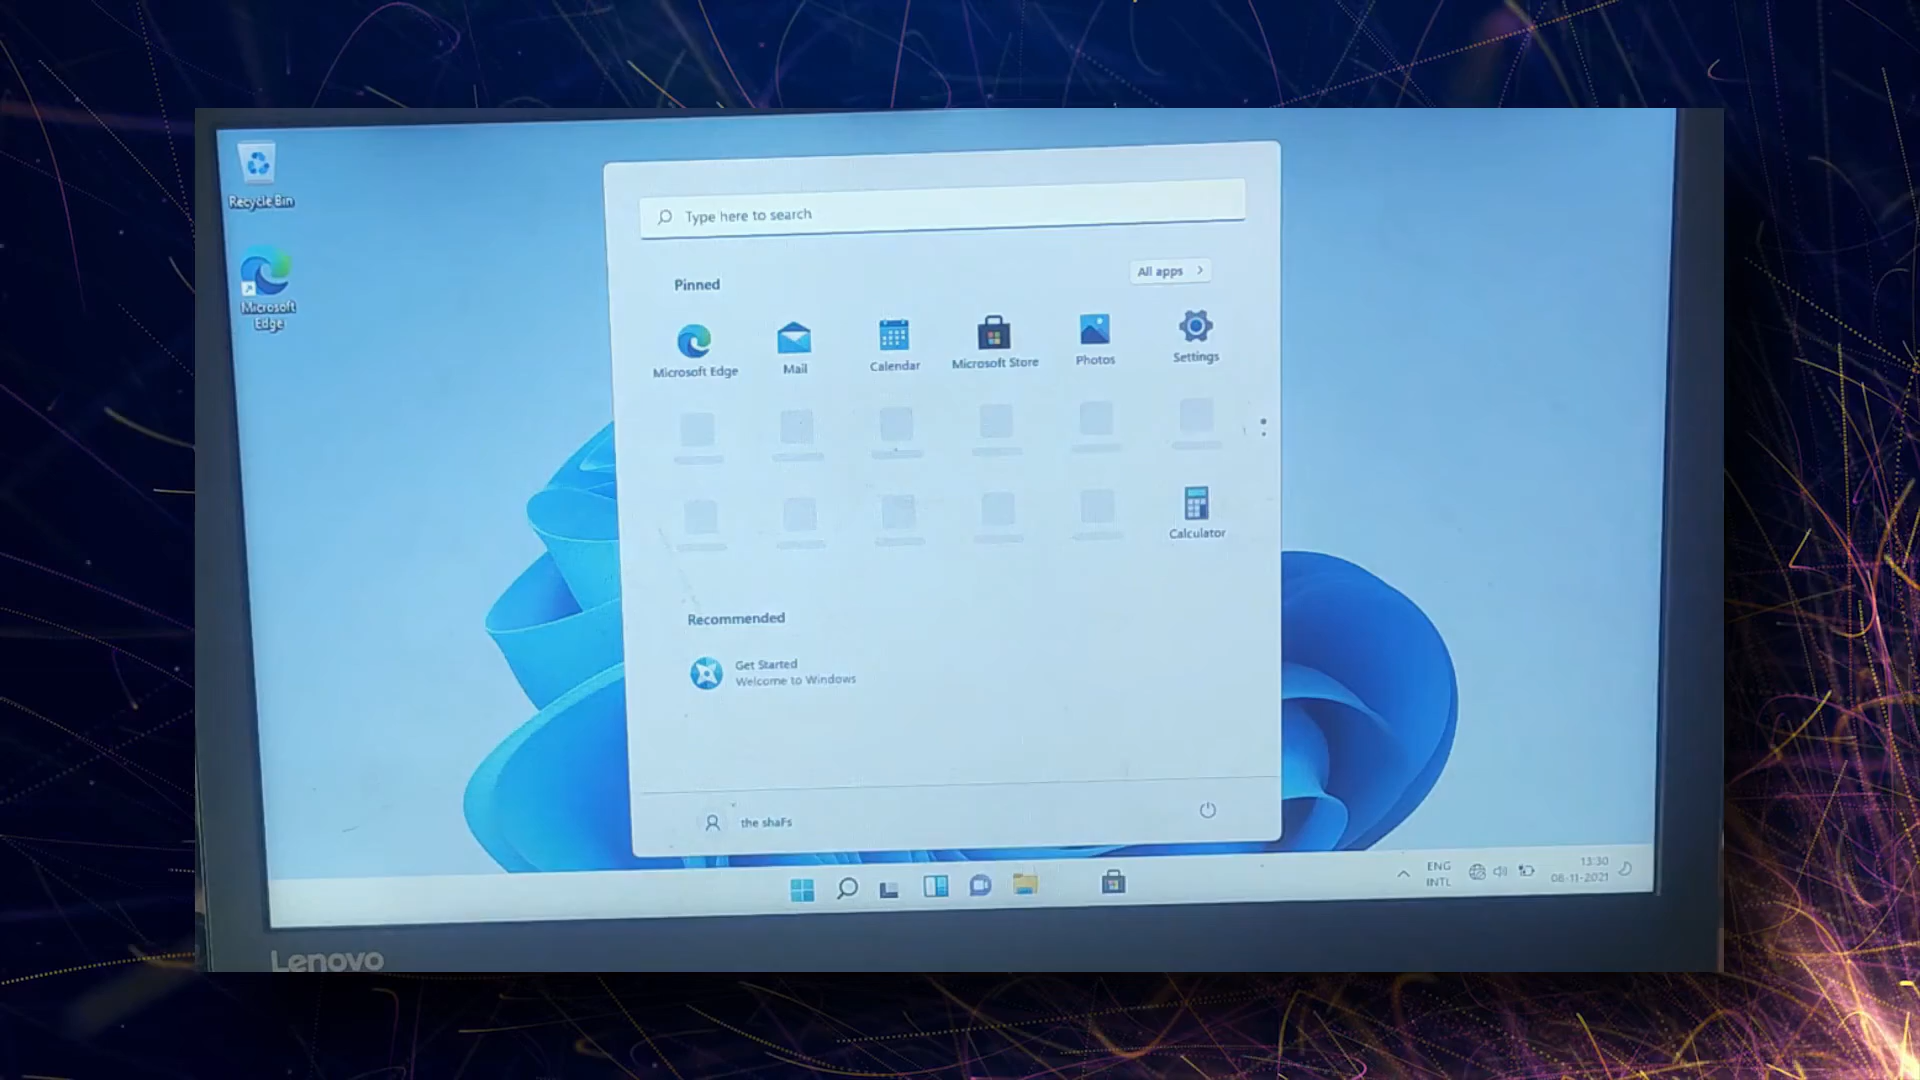 Recycle Bin
Microsoft
Edge
Type here to search
Pinned
All apps
Microsoft Edge
Mail
Calendar
Microsoft Store
Photos
Settings
Calculator
Recommended
Get Started
Welcome to Windows
the shaFs
ENG
INTL
13:30
08-11-2021
Lenovo